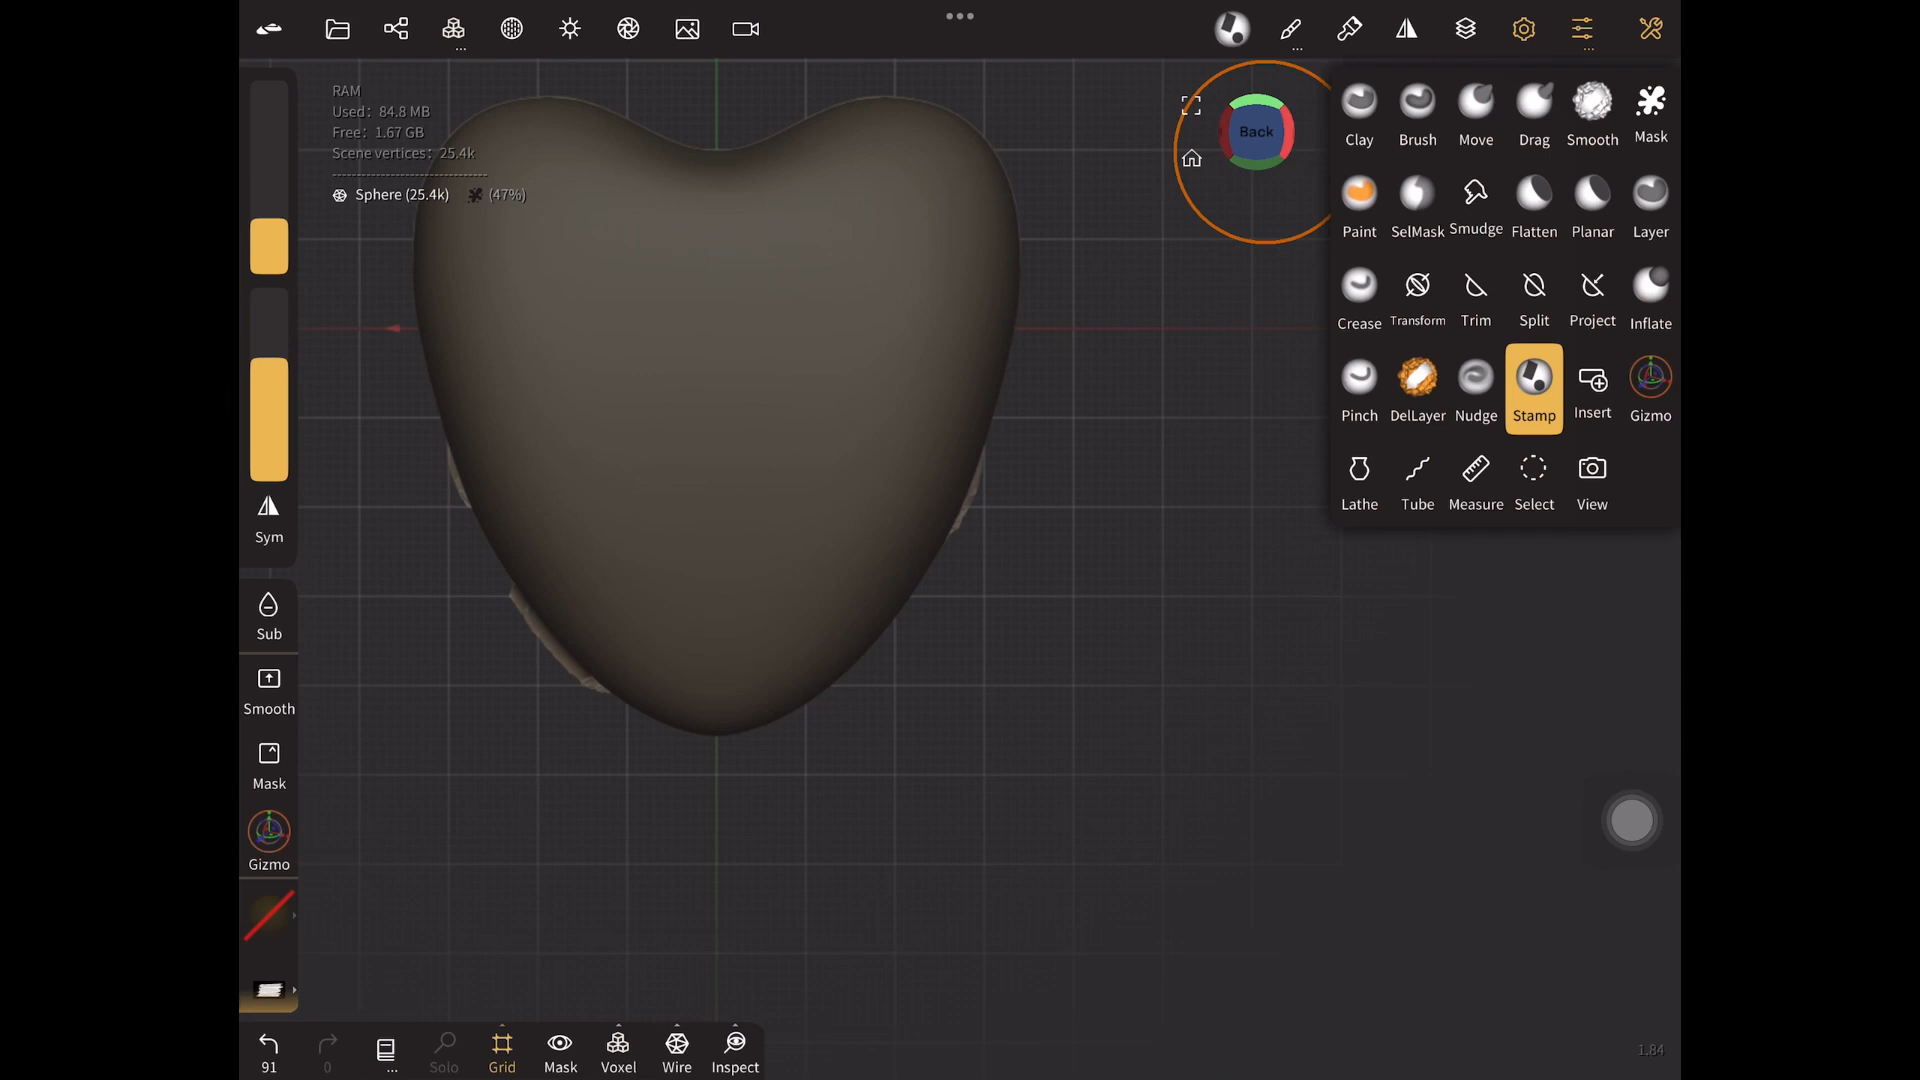 RAM
Used: 84.8 MB
Free: 1.67 GB
Scene vertices: 25.4k
--------------------------------
Sphere (25.4k) (47%)
Back
Clay Brush Move Drag Smooth Mask
Paint SelMask Smudge Flatten Planar Layer
Crease Transform Trim Split Project Inflate
Pinch DelLayer Nudge Stamp Insert Gizmo
Lathe Tube Measure Select View
Sym
Sub
Smooth
Mask
Gizmo
91 0 ... Solo Grid Mask Voxel Wire Inspect
1.84